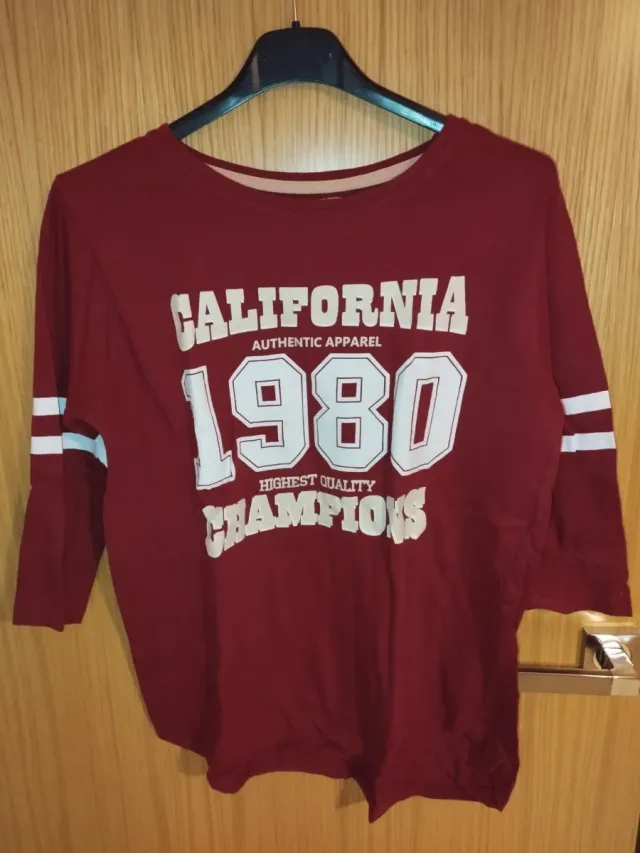 CALIFORNIA
AUTHENTIC APPAREL
1980
HIGHEST QUALITY
CHAMPIONS